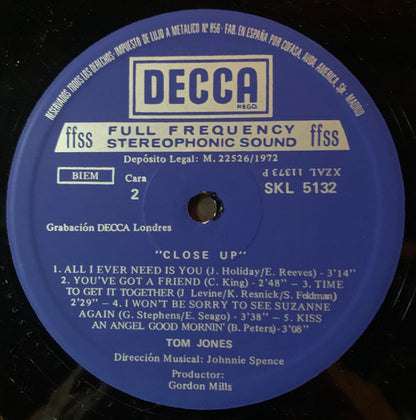 RESERVADOS TODOS LOS DERECHOS. IMPUESTO DE LUJO A METALICO Nº 856 - FAB. EN ESPAÑA POR COFASA. AVDA. AMERICA, S/N - MADRID
DECCA
REGD.
ffss FULL FREQUENCY STEREOPHONIC SOUND ffss
Depósito Legal: M. 22526/1972
BIEM
Cara
2
XZAL 11373 P
SKL 5132
Grabación DECCA Londres
"CLOSE UP"
1. ALL I EVER NEED IS YOU (J. Holiday/E. Reeves) - 3'14"
2. YOU'VE GOT A FRIEND (C. King) - 2'48" - 3. TIME
TO GET IT TOGETHER (J Levine/K. Resnick/S. Feldman)
2'29" - 4. I WON'T BE SORRY TO SEE SUZANNE
AGAIN (G. Stephens/E. Seago) - 3'38" - 5. KISS
AN ANGEL GOOD MORNIN' (B. Peters)-3'08"
TOM JONES
Dirección Musical: Johnnie Spence
Productor:
Gordon Mills